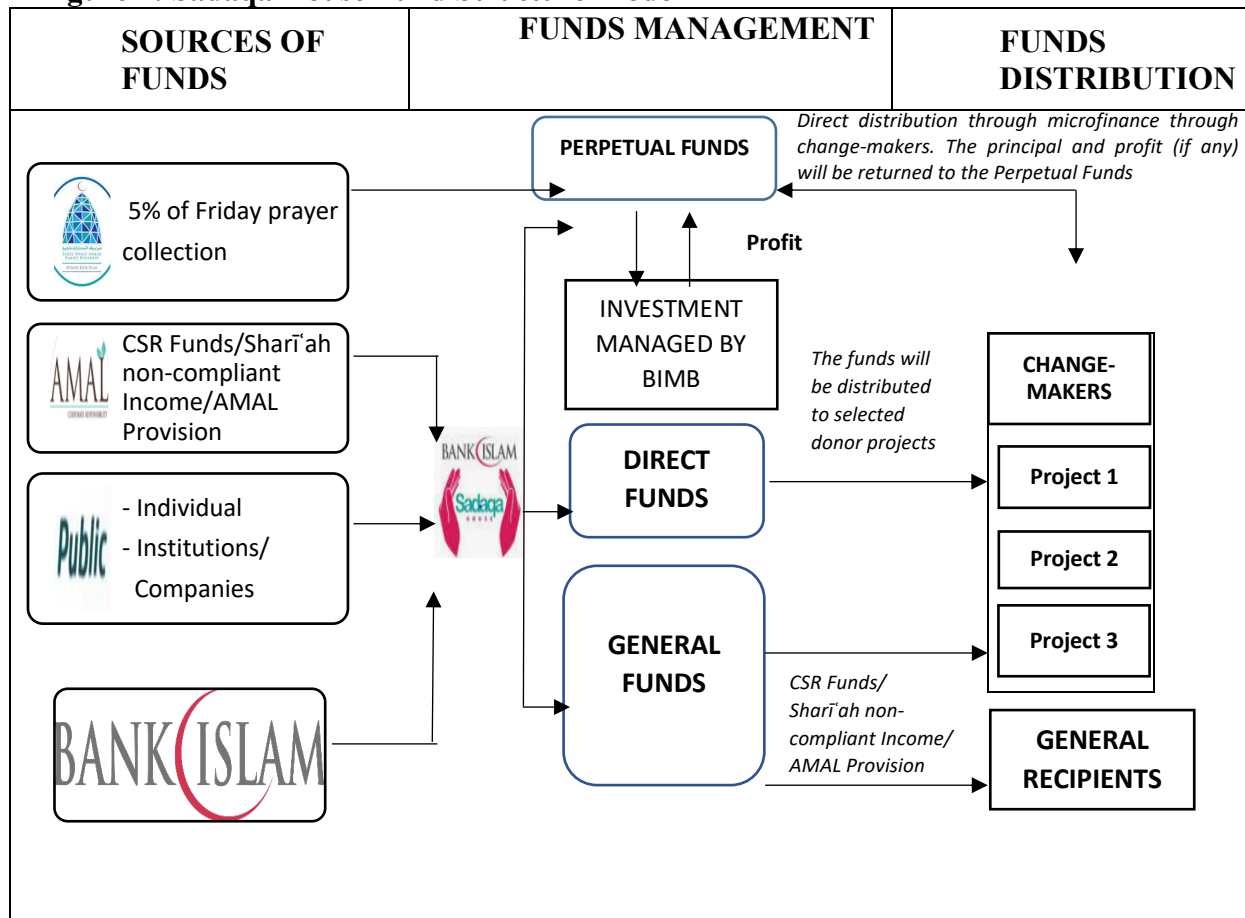 SOURCES OF
FUNDS
FUNDS MANAGEMENT
FUNDS
DISTRIBUTION
5% of Friday prayer
collection
AMAL
CSR Funds/Sharīʿah
non-compliant
Income/AMAL
Provision
Public
- Individual
- Institutions/
Companies
BANK ISLAM
BANK ISLAM
Sadaqa
HOUSE
PERPETUAL FUNDS
Profit
INVESTMENT
MANAGED BY
BIMB
DIRECT
FUNDS
GENERAL
FUNDS
Direct distribution through microfinance through
change-makers. The principal and profit (if any)
will be returned to the Perpetual Funds
The funds will
be distributed
to selected
donor projects
CSR Funds/
Sharīʿah non-
compliant Income/
AMAL Provision
CHANGE-
MAKERS
Project 1
Project 2
Project 3
GENERAL
RECIPIENTS